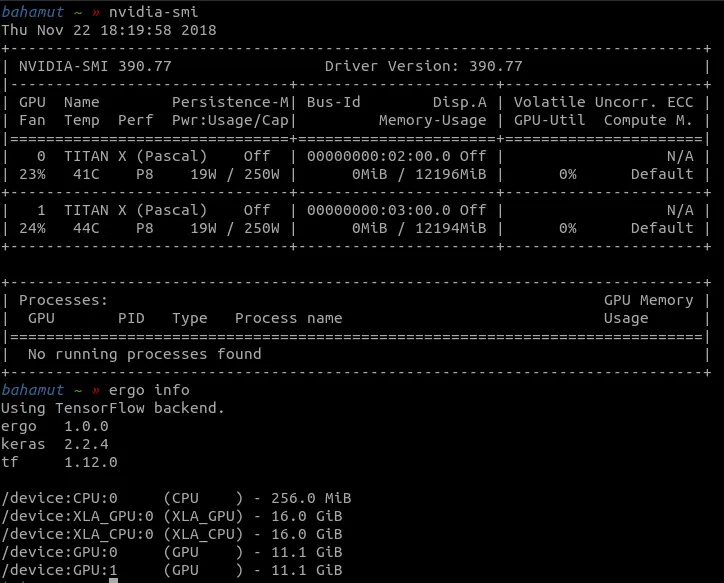 bahamut ~ » nvidia-smi
Thu Nov 22 18:19:58 2018
+-----------------------------------------------------------------------------+
| NVIDIA-SMI 390.77                 Driver Version: 390.77                    |
|-------------------------------+----------------------+----------------------+
| GPU  Name        Persistence-M| Bus-Id        Disp.A | Volatile Uncorr. ECC |
| Fan  Temp  Perf  Pwr:Usage/Cap|         Memory-Usage | GPU-Util  Compute M. |
|===============================+======================+======================|
|   0  TITAN X (Pascal)    Off  | 00000000:02:00.0 Off |                  N/A |
| 23%   41C    P8    19W / 250W |      0MiB / 12196MiB |      0%      Default |
+-------------------------------+----------------------+----------------------+
|   1  TITAN X (Pascal)    Off  | 00000000:03:00.0 Off |                  N/A |
| 24%   44C    P8    19W / 250W |      0MiB / 12194MiB |      0%      Default |
+-------------------------------+----------------------+----------------------+
+-----------------------------------------------------------------------------+
| Processes:                                                       GPU Memory |
|  GPU       PID   Type   Process name                             Usage      |
|=============================================================================|
|  No running processes found                                                 |
+-----------------------------------------------------------------------------+
bahamut ~ » ergo info
Using TensorFlow backend.
ergo   1.0.0
keras  2.2.4
tf     1.12.0
/device:CPU:0     (CPU    ) - 256.0 MiB
/device:XLA_GPU:0 (XLA_GPU) - 16.0 GiB
/device:XLA_CPU:0 (XLA_CPU) - 16.0 GiB
/device:GPU:0     (GPU    ) - 11.1 GiB
/device:GPU:1     (GPU    ) - 11.1 GiB